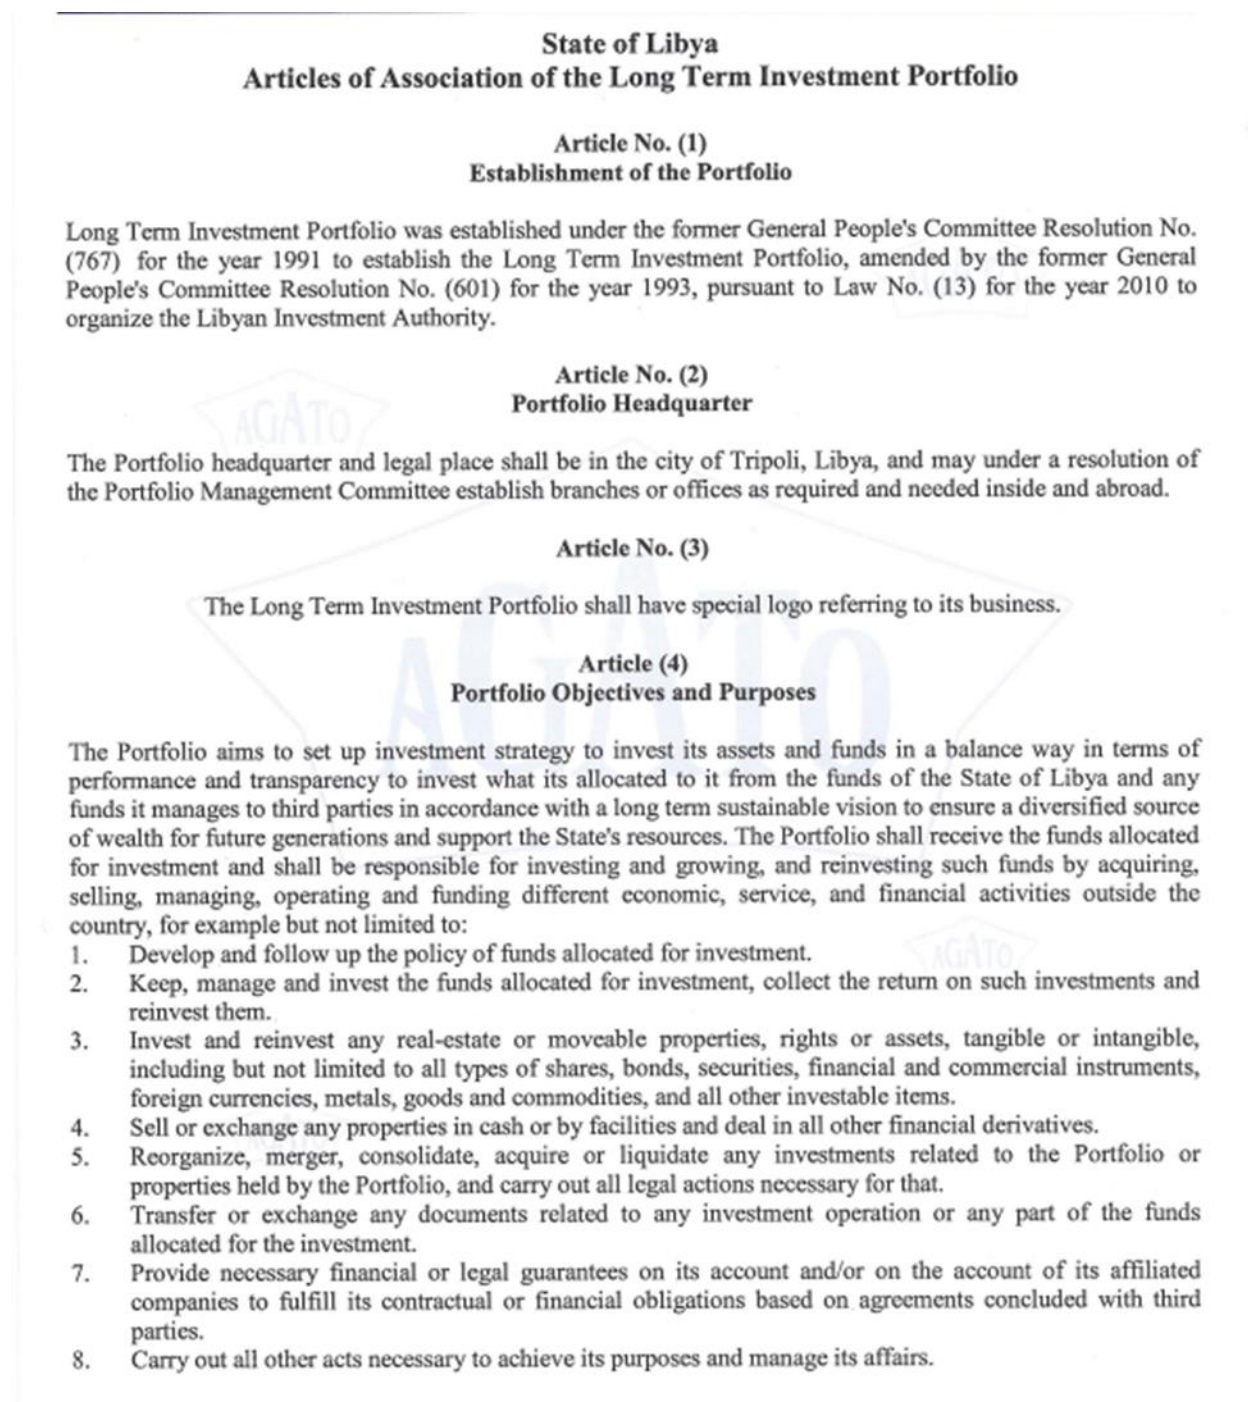 State of Libya
Articles of Association of the Long Term Investment Portfolio
Article No. (1)
Establishment of the Portfolio
Long Term Investment Portfolio was established under the former General People's Committee Resolution No.
(767) for the year 1991 to establish the Long Term Investment Portfolio, amended by the former General
People's Committee Resolution No. (601) for the year 1993, pursuant to Law No. (13) for the year 2010 to
organize the Libyan Investment Authority.
Article No. (2)
Portfolio Headquarter
AGATO
The Portfolio headquarter and legal place shall be in the city of Tripoli, Libya, and may under a resolution of
the Portfolio Management Committee establish branches or offices as required and needed inside and abroad.
Article No. (3)
The Long Term Investment Portfolio shall have special logo referring to its business.
AGATO
Article (4)
Portfolio Objectives and Purposes
The Portfolio aims to set up investment strategy to invest its assets and funds in a balance way in terms of
performance and transparency to invest what its allocated to it from the funds of the State of Libya and any
funds it manages to third parties in accordance with a long term sustainable vision to ensure a diversified source
of wealth for future generations and support the State's resources. The Portfolio shall receive the funds allocated
for investment and shall be responsible for investing and growing, and reinvesting such funds by acquiring,
selling, managing, operating and funding different economic, service, and financial activities outside the
country, for example but not limited to:
1. Develop and follow up the policy of funds allocated for investment.
AGATO
2. Keep, manage and invest the funds allocated for investment, collect the return on such investments and
reinvest them.
3. Invest and reinvest any real-estate or moveable properties, rights or assets, tangible or intangible,
including but not limited to all types of shares, bonds, securities, financial and commercial instruments,
foreign currencies, metals, goods and commodities, and all other investable items.
4. Sell or exchange any properties in cash or by facilities and deal in all other financial derivatives.
5. Reorganize, merger, consolidate, acquire or liquidate any investments related to the Portfolio or
properties held by the Portfolio, and carry out all legal actions necessary for that.
6. Transfer or exchange any documents related to any investment operation or any part of the funds
allocated for the investment.
7. Provide necessary financial or legal guarantees on its account and/or on the account of its affiliated
companies to fulfill its contractual or financial obligations based on agreements concluded with third
parties.
8. Carry out all other acts necessary to achieve its purposes and manage its affairs.